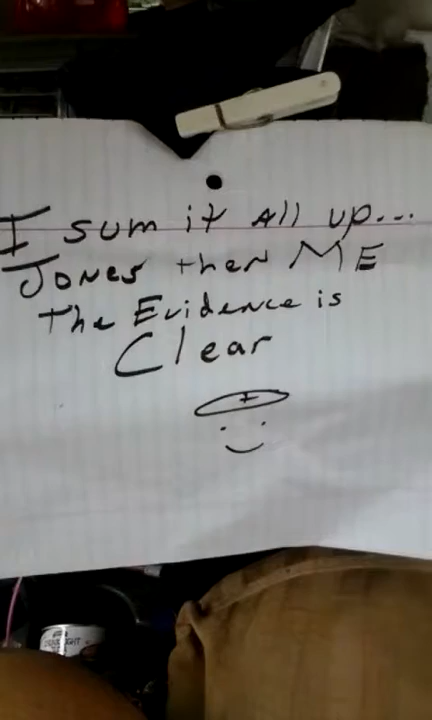 I sum it all up...
Jones then ME
the Evidence is
Clear